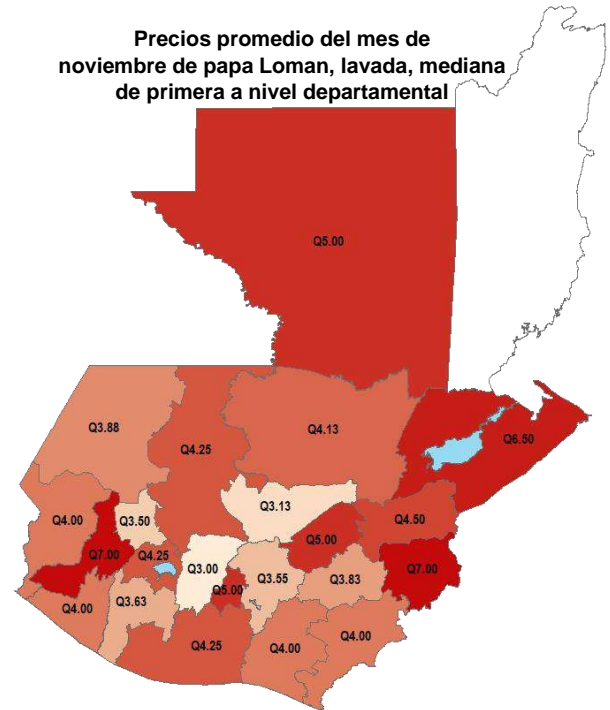 Precios promedio del mes de
noviembre de papa Loman, lavada, mediana
de primera a nivel departamental
Q5.00
Q3.88
Q4.25
Q4.13
Q6.50
Q4.00
Q3.50
Q3.13
Q4.50
Q7.00
Q4.25
Q3.00
Q5.00
Q7.00
Q4.00
Q3.63
Q5.00
Q3.55
Q3.83
Q4.25
Q4.00
Q4.00